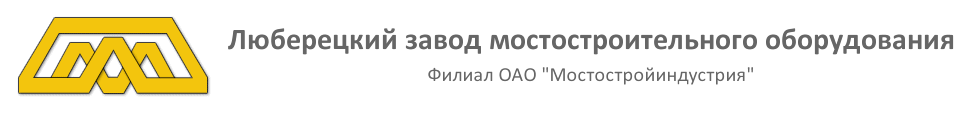 Люберецкий завод мостостроительного оборудования
Филиал ОАО "Мостостройиндустрия"